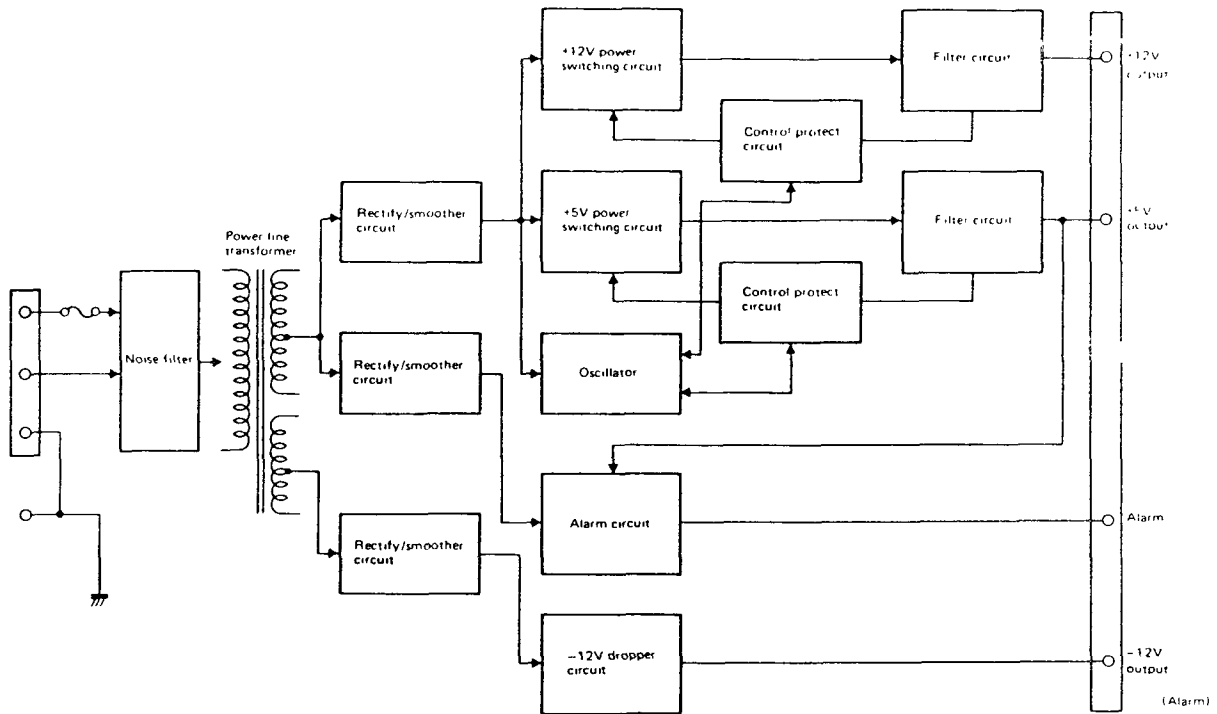 +12V power
switching circuit
Filter circuit
+12V
output
Control protect
circuit
Rectify/smoother
circuit
+5V power
switching circuit
Filter circuit
+5V
output
Power line
transformer
Control protect
circuit
Noise filter
Rectify/smoother
circuit
Oscillator
Alarm circuit
Alarm
Rectify/smoother
circuit
−12V dropper
circuit
−12V
output
(Alarm)